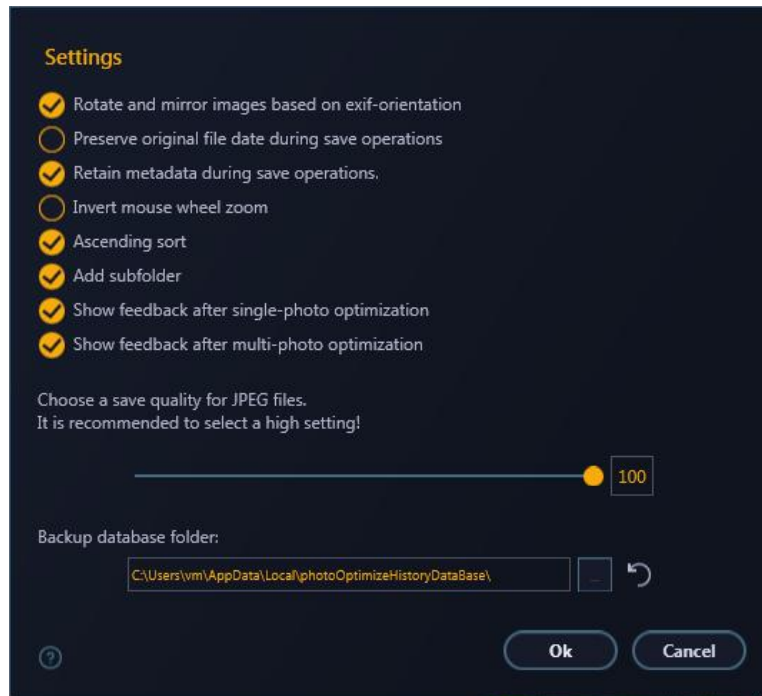 Settings
Rotate and mirror images based on exif-orientation
Preserve original file date during save operations
Retain metadata during save operations.
Invert mouse wheel zoom
Ascending sort
Add subfolder
Show feedback after single-photo optimization
Show feedback after multi-photo optimization
Choose a save quality for JPEG files.
It is recommended to select a high setting!
100
Backup database folder:
C:\Users\vm\AppData\Local\photoOptimizeHistoryDataBase\
...
?
Ok
Cancel